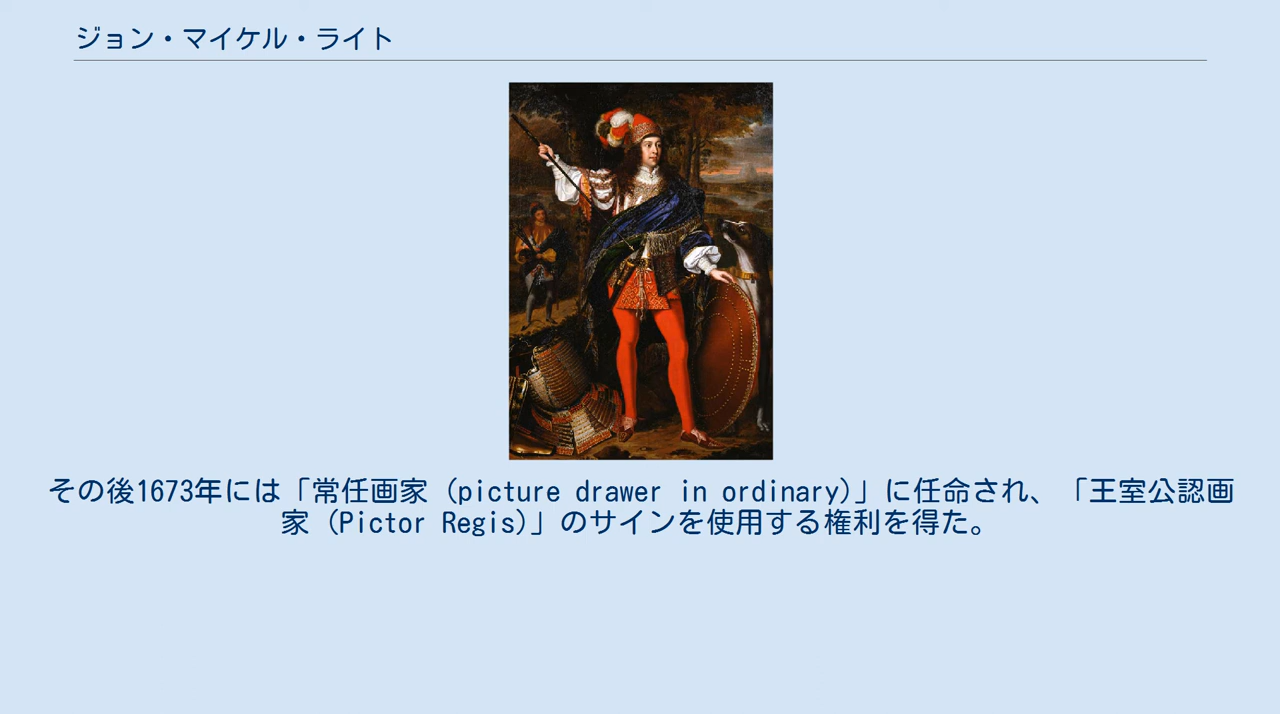 ジョン・マイケル・ライト
その後1673年には「常任画家（picture drawer in ordinary)」に任命され、「王室公認画
家（Pictor Regis)」のサインを使用する権利を得た。